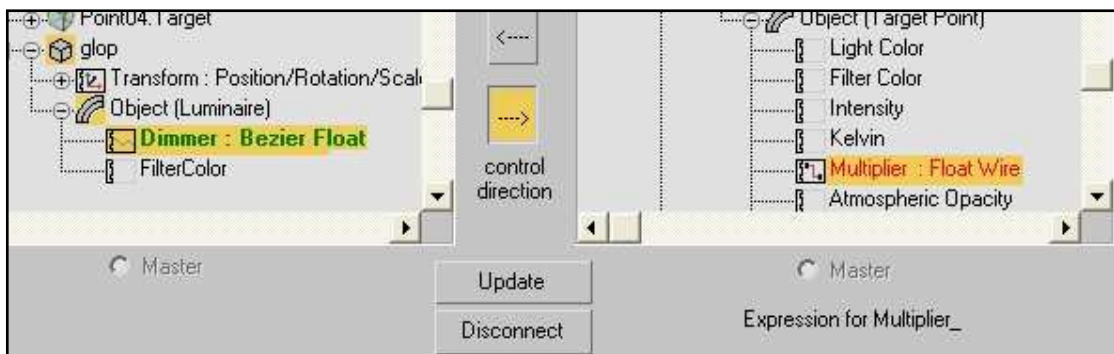 Point04.Target
glop
Transform : Position/Rotation/Scal
Object (Luminaire)
Dimmer : Bezier Float
FilterColor
<----
---->
control
direction
Object (Target Point)
Light Color
Filter Color
Intensity
Kelvin
Multiplier : Float Wire
Atmospheric Opacity
Master
Update
Disconnect
Master
Expression for Multiplier_